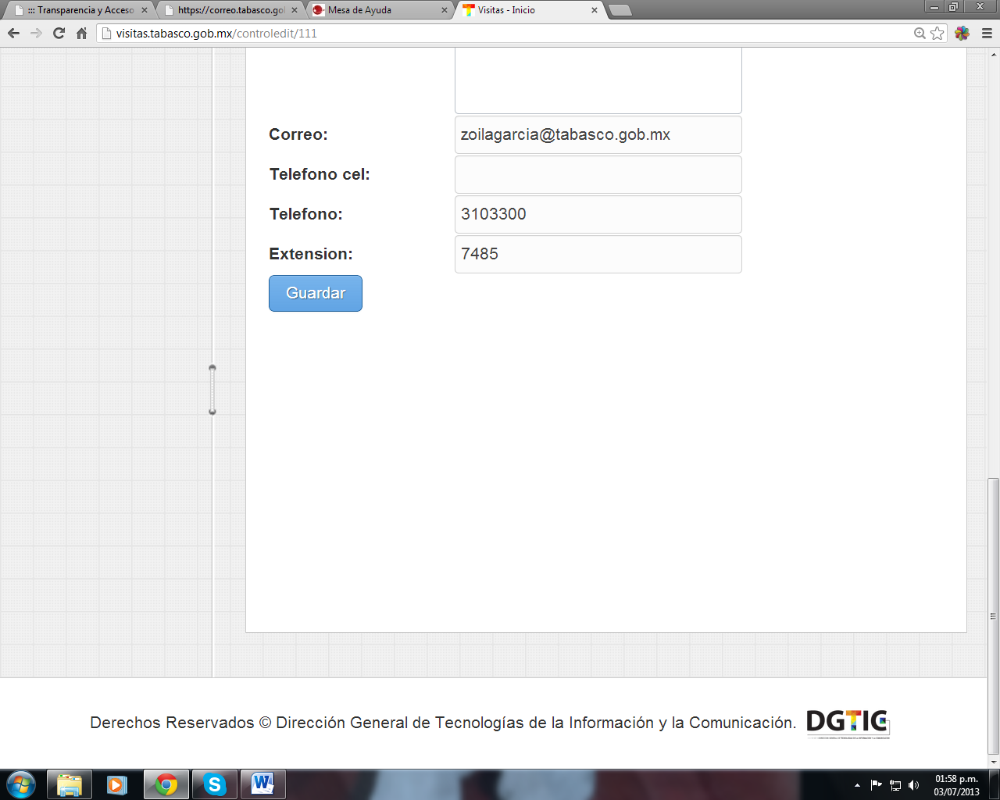 ::: Transparencia y Acceso
https://correo.tabasco.go
Mesa de Ayuda
Visitas - Inicio
visitas.tabasco.gob.mx/controledit/111
Correo:
zoilagarcia@tabasco.gob.mx
Telefono cel:
Telefono:
3103300
Extension:
7485
Guardar
Derechos Reservados © Dirección General de Tecnologías de la Información y la Comunicación.
DGTIC
01:58 p.m.
03/07/2013